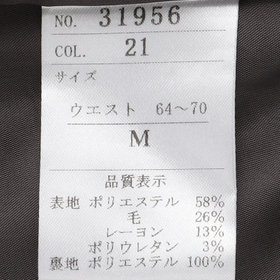 NO. 31956
COL. 21
サイズ
ウエスト 64〜70
M
品質表示
表地 ポリエステル 58%
毛 26%
レーヨン 13%
ポリウレタン 3%
裏地 ポリエステル 100%